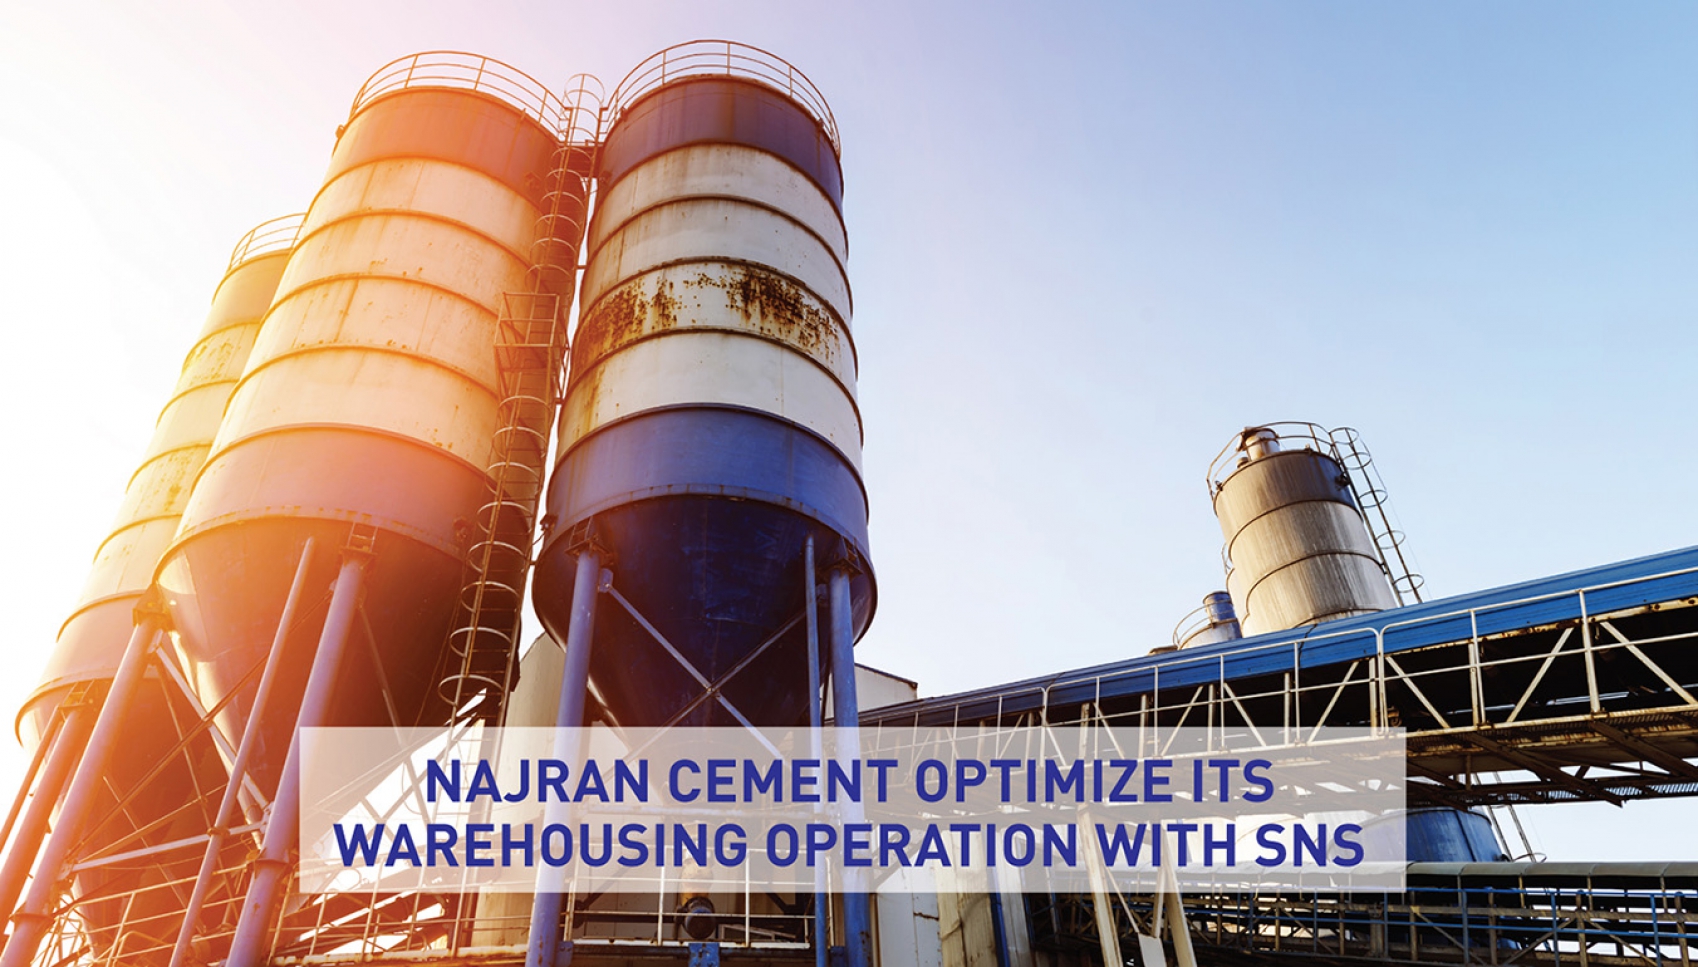 NAJRAN CEMENT OPTIMIZE ITS
WAREHOUSING OPERATION WITH SNS